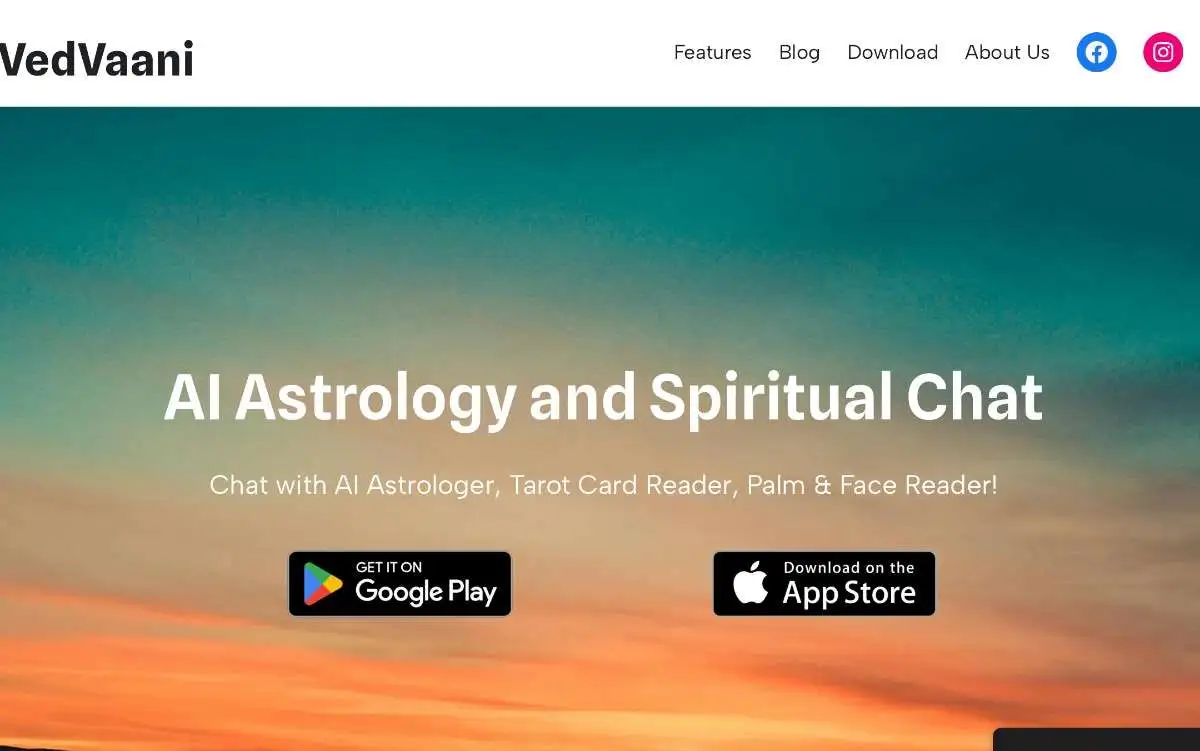 VedVaani
Features Blog Download About Us
AI Astrology and Spiritual Chat
Chat with AI Astrologer, Tarot Card Reader, Palm & Face Reader!
GET IT ON
Google Play
Download on the
App Store